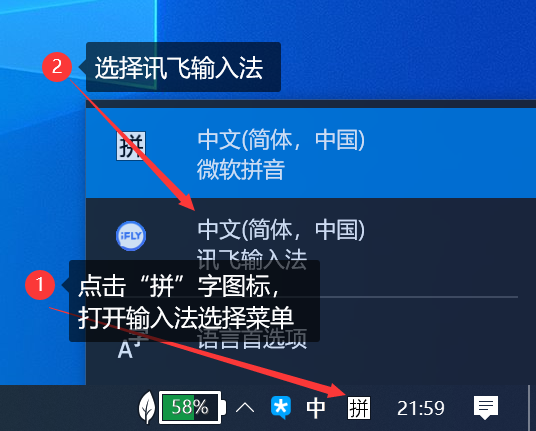 2
选择讯飞输入法
拼
中文(简体，中国)
微软拼音
iFLY
中文(简体，中国)
讯飞输入法
1
点击“拼”字图标，
打开输入法选择菜单
A字
语言首选项
58%
中
拼
21:59